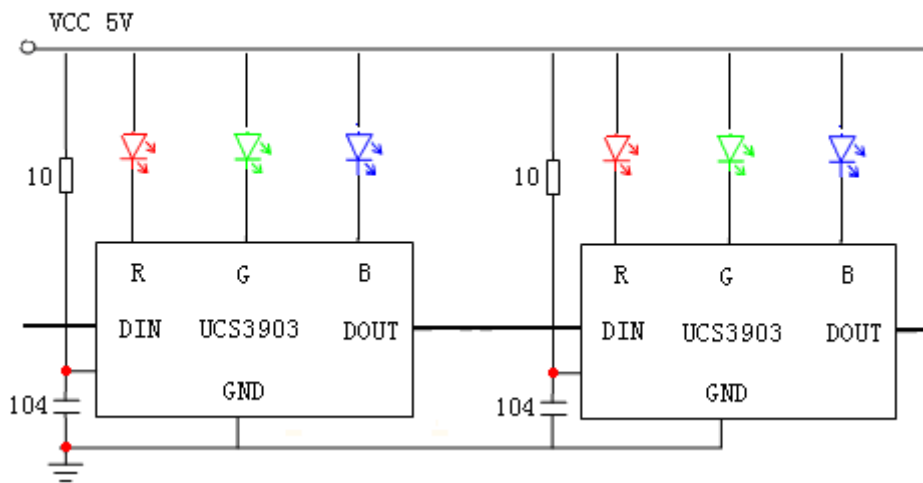 VCC 5V
10
10
R G B
R G B
DIN UCS3903 DOUT
DIN UCS3903 DOUT
GND
GND
104
104